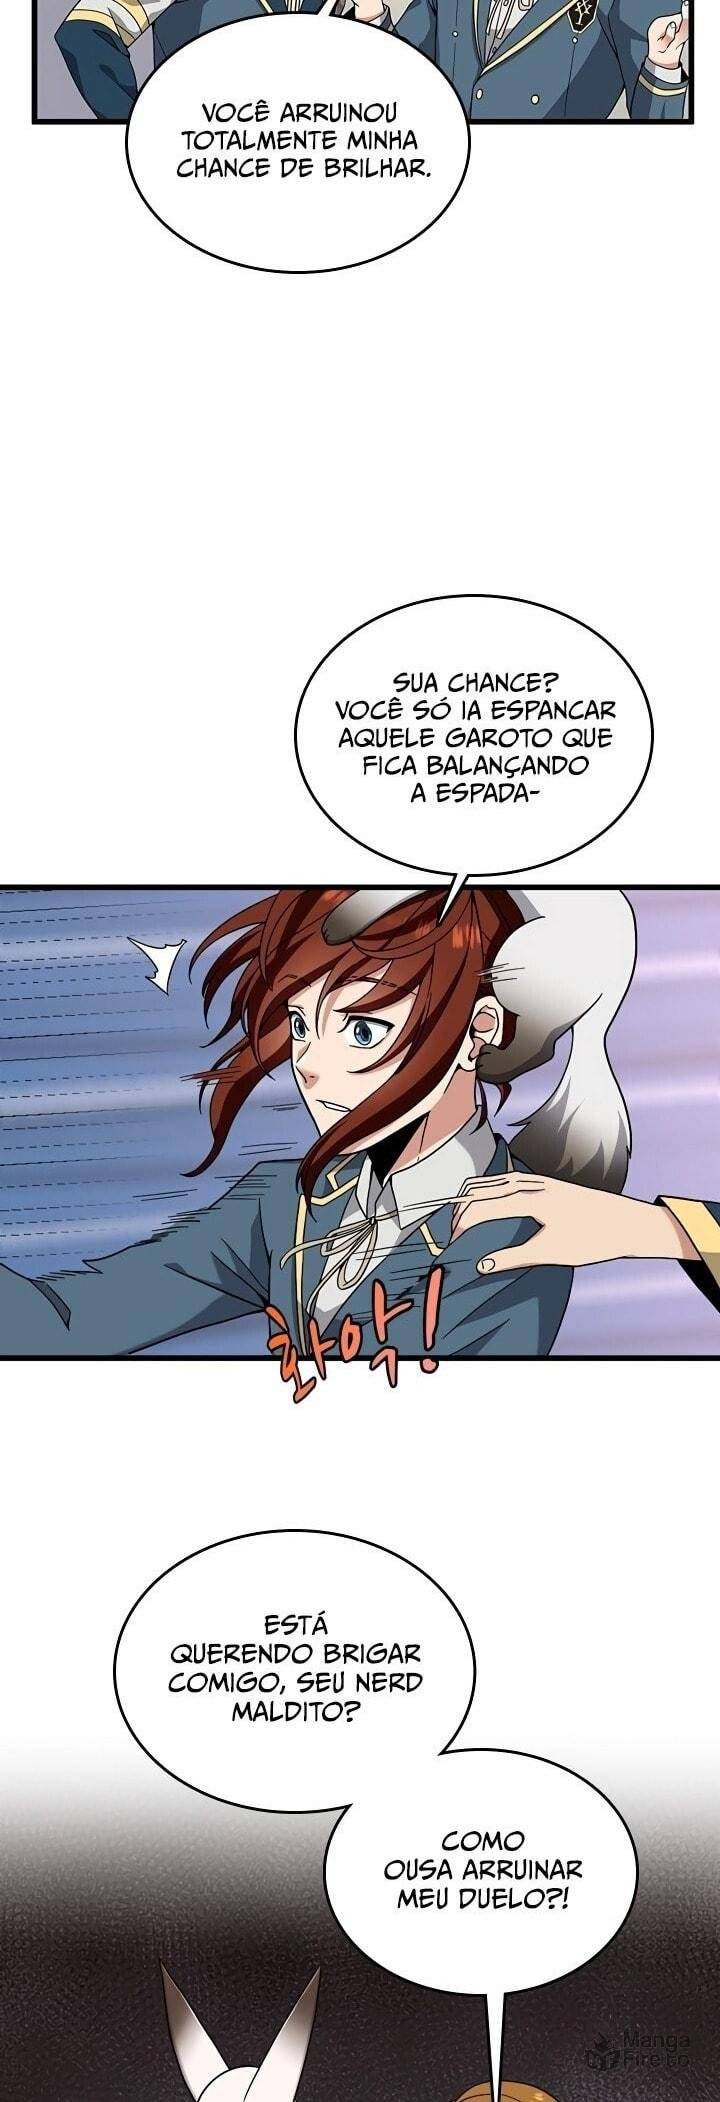 VOCÊ ARRUINOU
TOTALMENTE MINHA
CHANCE DE BRILHAR.
SUA CHANCE?
VOCÊ SÓ IA ESPANCAR
AQUELE GAROTO QUE
FICA BALANÇANDO
A ESPADA-
화악!
ESTÁ
QUERENDO BRIGAR
COMIGO, SEU NERD
MALDITO?
COMO
OUSA ARRUINAR
MEU DUELO?!
Manga
Fire.to